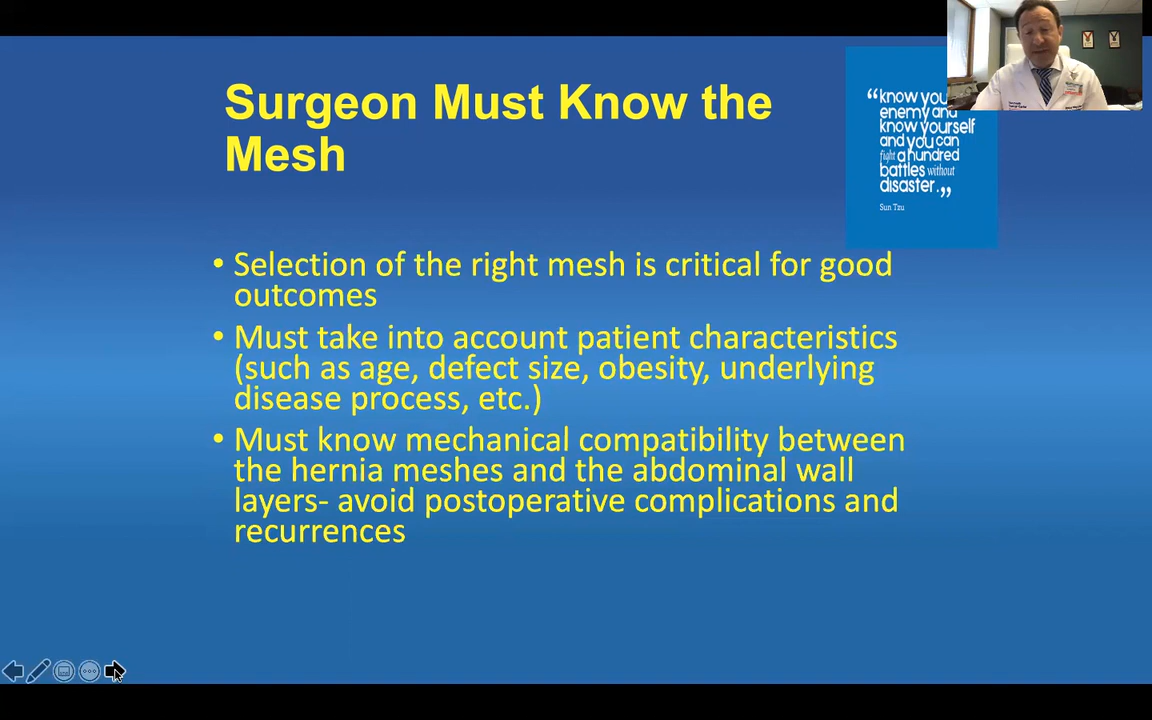 Surgeon Must Know the
Mesh
“know you
enemy and
know yourself
and you can
fight a hundred
battles without
disaster.„
Sun Tzu
• Selection of the right mesh is critical for good
outcomes
• Must take into account patient characteristics
(such as age, defect size, obesity, underlying
disease process, etc.)
• Must know mechanical compatibility between
the hernia meshes and the abdominal wall
layers- avoid postoperative complications and
recurrences